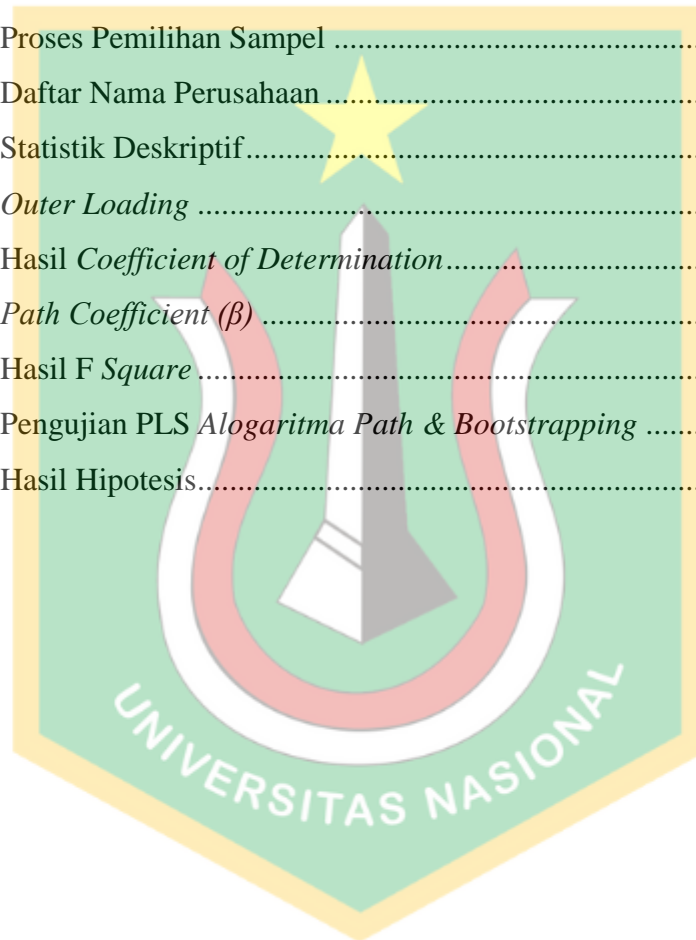 Proses Pemilihan Sampel ..............................................
Daftar Nama Perusahaan ...............................................
Statistik Deskriptif..........................................................
Outer Loading ................................................................
Hasil Coefficient of Determination................................
Path Coefficient (β) .......................................................
Hasil F Square ................................................................
Pengujian PLS Alogaritma Path & Bootstrapping .......
Hasil Hipotesis................................................................
UNIVERSITAS NASIONAL